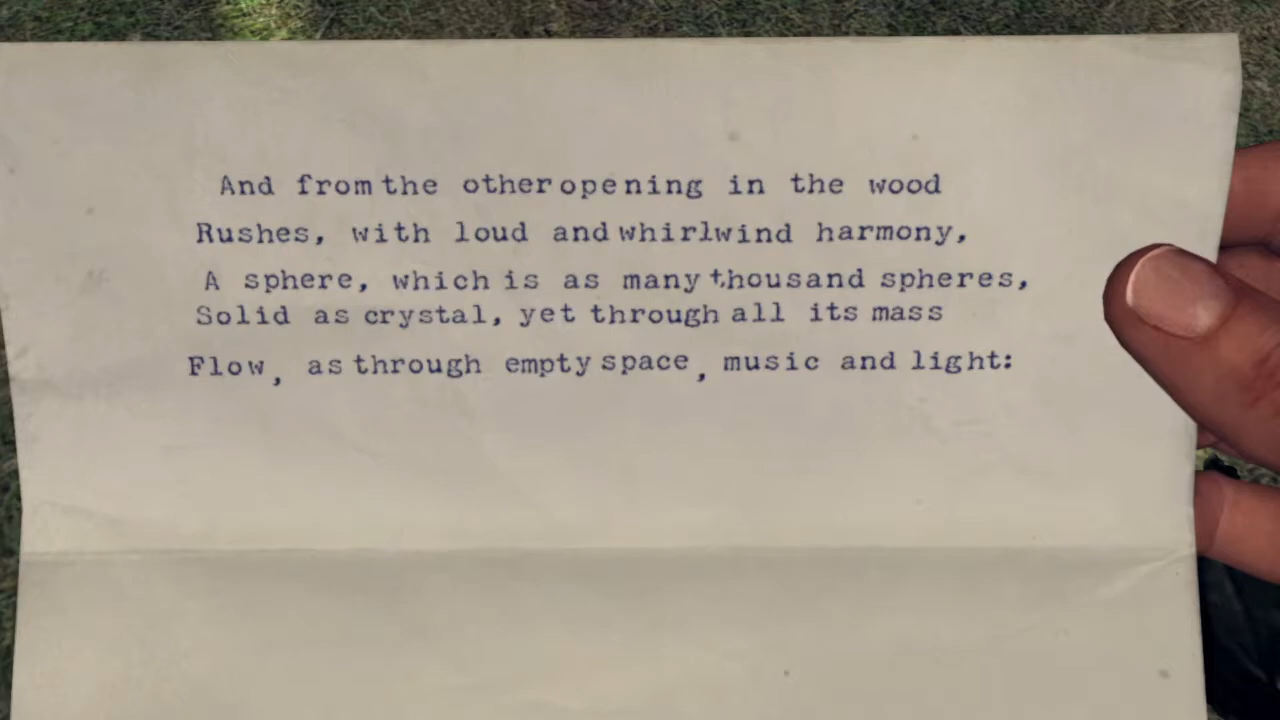 And from the other opening in the wood
Rushes, with loud and whirlwind harmony,
A sphere, which is as many thousand spheres,
Solid as crystal, yet through all its mass
Flow, as through empty space, music and light: